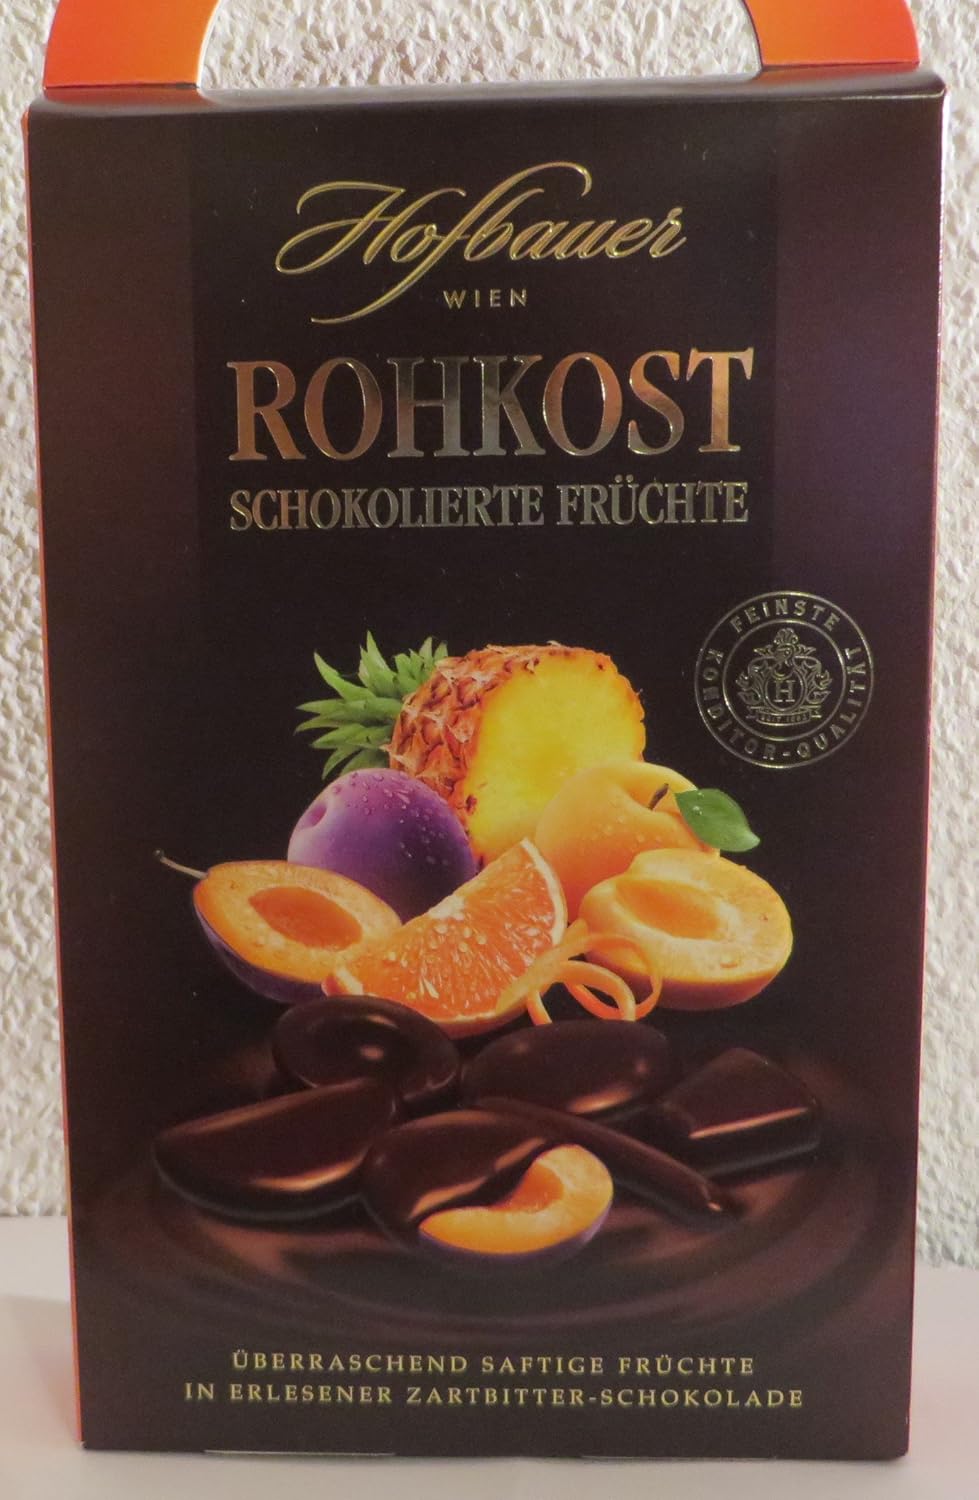 Hofbauer
WIEN
ROHKOST
SCHOKOLIERTE FRÜCHTE
FEINSTE
KONDITOR-QUALITÄT
H
ÜBERRASCHEND SAFTIGE FRÜCHTE
IN ERLESENER ZARTBITTER-SCHOKOLADE